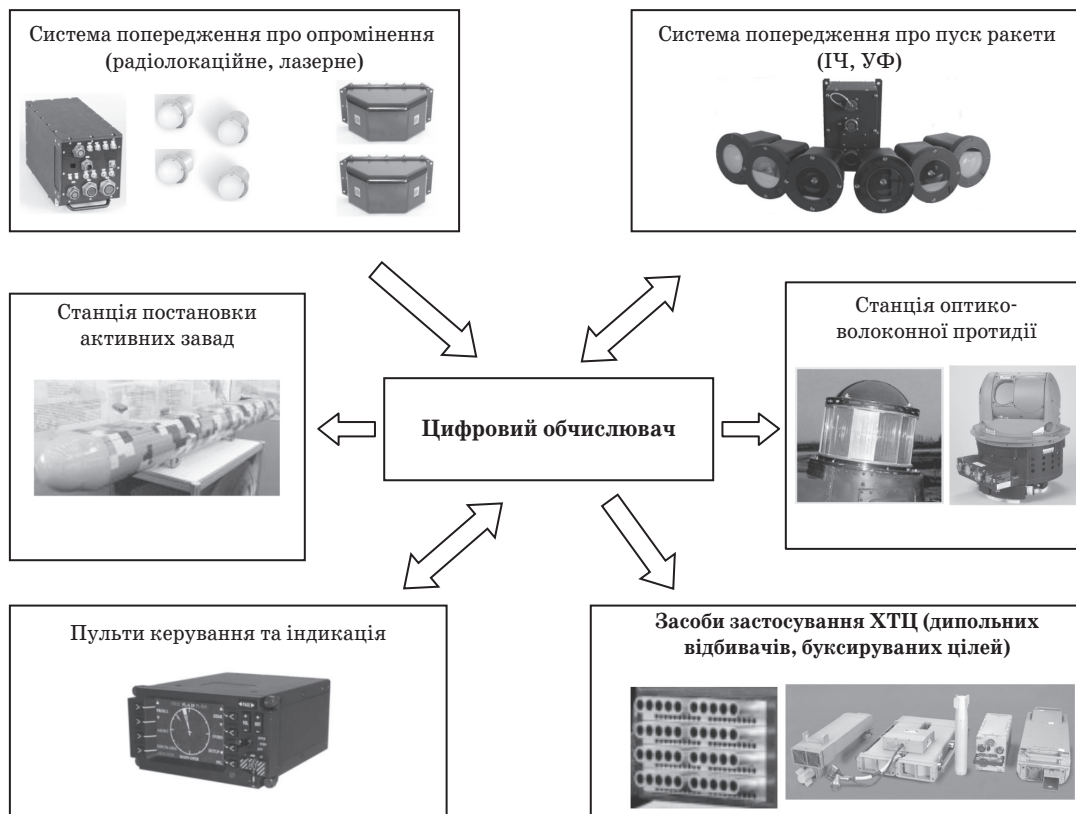 Система попередження про опромінення
(радіолокаційне, лазерне)
Система попередження про пуск ракети
(ІЧ, УФ)
Станція постановки
активних завад
Станція оптико-
волоконної протидії
Цифровий обчислювач
Пульти керування та індикація
Засоби застосування ХТЦ (дипольних
відбивачів, буксируваних цілей)